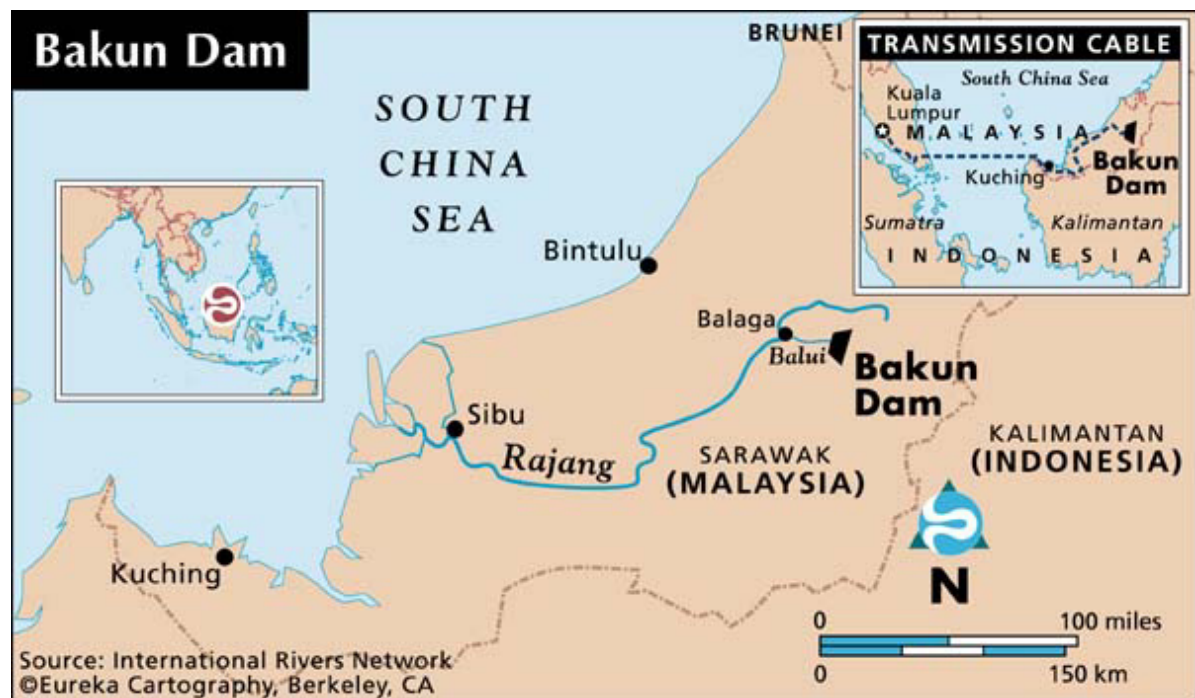 Bakun Dam
SOUTH
CHINA
SEA
BRUNEI
TRANSMISSION CABLE
South China Sea
Kuala
Lumpur
MALAYSIA
Kuching
Bakun
Dam
Sumatra
Kalimantan
INDONESIA
Bintulu
Balaga
Balui
Bakun
Dam
Sibu
Rajang
SARAWAK
(MALAYSIA)
KALIMANTAN
(INDONESIA)
Kuching
N
0 100 miles
0 150 km
Source: International Rivers Network
©Eureka Cartography, Berkeley, CA